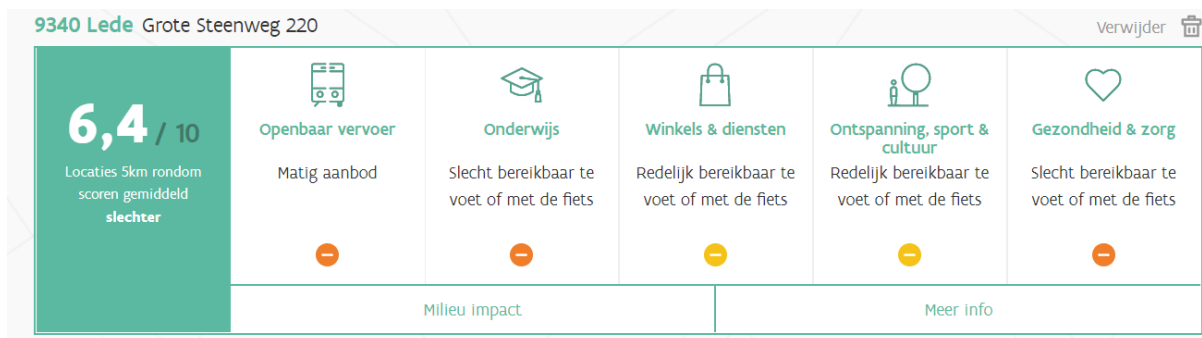 9340 Lede Grote Steenweg 220
Verwijder
6,4 / 10
Locaties 5km rondom
scoren gemiddeld
slechter
Openbaar vervoer
Matig aanbod
Onderwijs
Slecht bereikbaar te
voet of met de fiets
Winkels & diensten
Redelijk bereikbaar te
voet of met de fiets
Ontspanning, sport &
cultuur
Redelijk bereikbaar te
voet of met de fiets
Gezondheid & zorg
Slecht bereikbaar te
voet of met de fiets
Milieu impact
Meer info